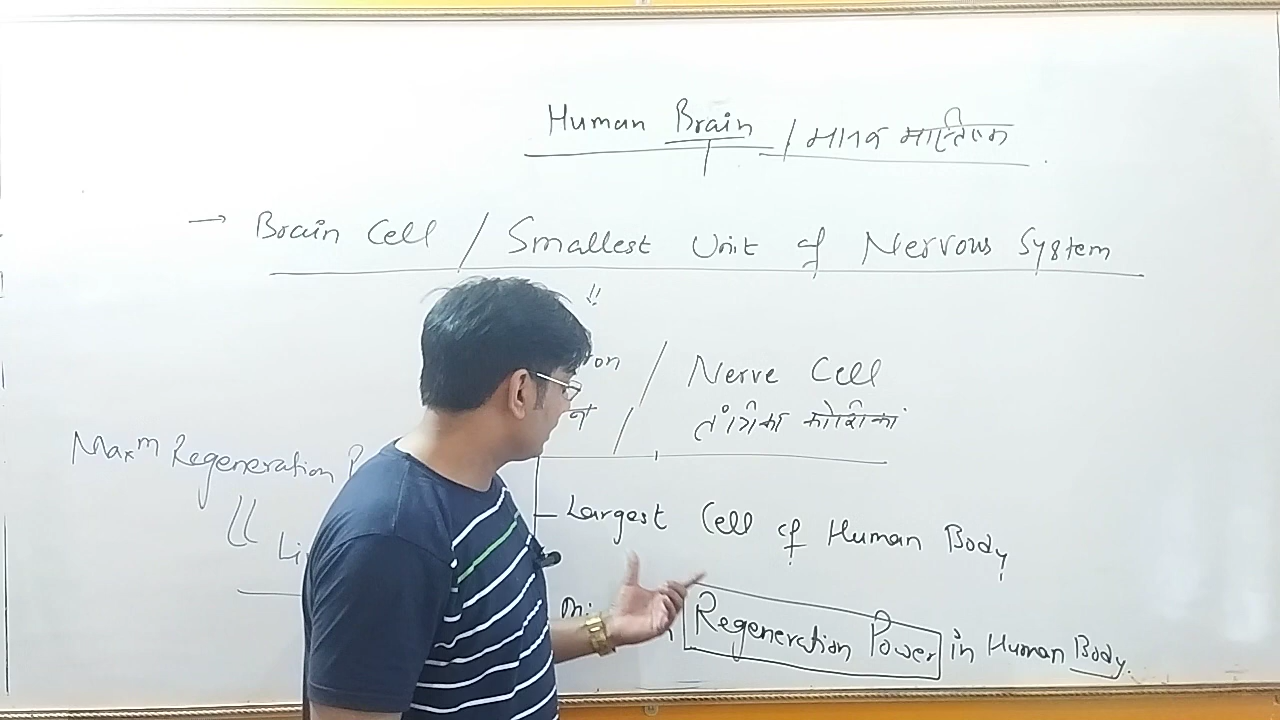 Human Brain / मानव मास्तिष्क
→ Brain Cell / Smallest Unit of Nervous System
/ Nerve Cell
/ तंत्रिका कोशिका
Maxᵐ Regeneration
Largest Cell of Human Body
Regeneration Power in Human Body.